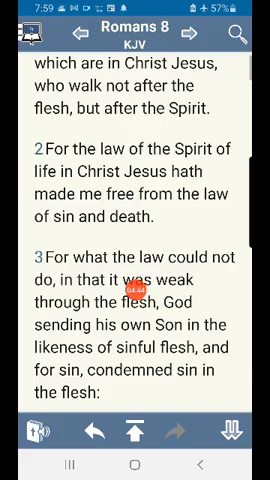 7:59
57%
Romans 8
KJV
which are in Christ Jesus,
who walk not after the
flesh, but after the Spirit.
2 For the law of the Spirit of
life in Christ Jesus hath
made me free from the law
of sin and death.
3 For what the law could not
do, in that it was weak
through the flesh, God
04:44
sending his own Son in the
likeness of sinful flesh, and
for sin, condemned sin in
the flesh: